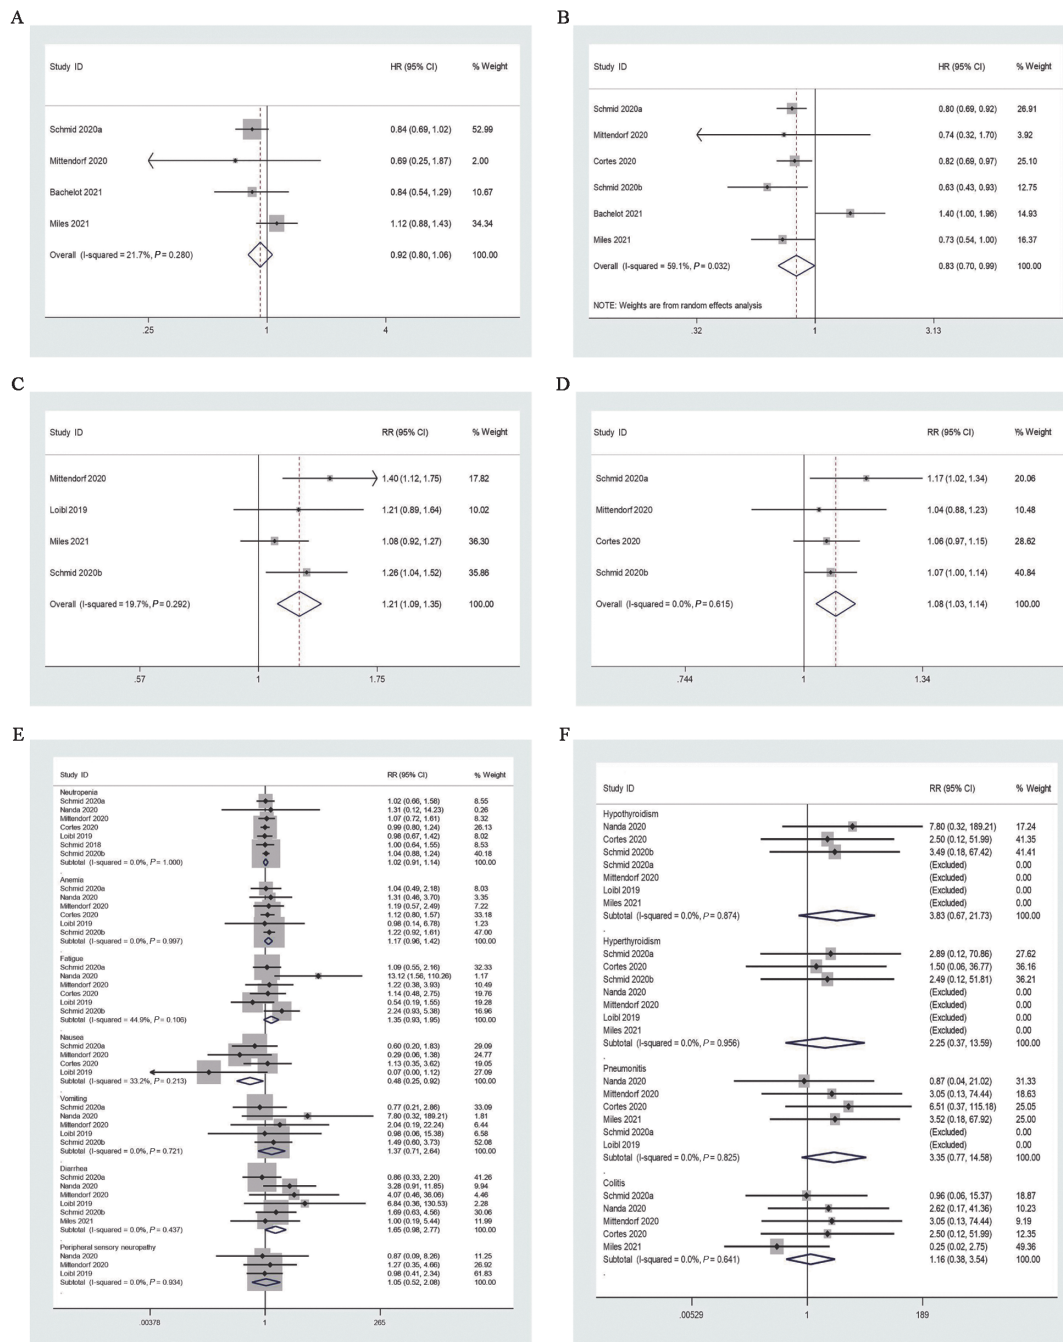 A
Study ID HR (95% CI) % Weight
Schmid 2020a 0.84 (0.69, 1.02) 52.99
Mittendorf 2020 0.69 (0.25, 1.87) 2.00
Bachelot 2021 0.84 (0.54, 1.29) 10.67
Miles 2021 1.12 (0.88, 1.43) 34.34
Overall (I-squared = 21.7%, P = 0.280) 0.92 (0.80, 1.06) 100.00
.25 1 4
B
Study ID HR (95% CI) % Weight
Schmid 2020a 0.80 (0.69, 0.92) 26.91
Mittendorf 2020 0.74 (0.32, 1.70) 3.92
Cortes 2020 0.82 (0.69, 0.97) 25.10
Schmid 2020b 0.63 (0.43, 0.93) 12.75
Bachelot 2021 1.40 (1.00, 1.96) 14.93
Miles 2021 0.73 (0.54, 1.00) 16.37
Overall (I-squared = 59.1%, P = 0.032) 0.83 (0.70, 0.99) 100.00
NOTE: Weights are from random effects analysis
.32 1 3.13
C
Study ID RR (95% CI) % Weight
Mittendorf 2020 1.40 (1.12, 1.75) 17.82
Loibl 2019 1.21 (0.89, 1.64) 10.02
Miles 2021 1.08 (0.92, 1.27) 36.30
Schmid 2020b 1.26 (1.04, 1.52) 35.86
Overall (I-squared = 19.7%, P = 0.292) 1.21 (1.09, 1.35) 100.00
.57 1 1.75
D
Study ID RR (95% CI) % Weight
Schmid 2020a 1.17 (1.02, 1.34) 20.06
Mittendorf 2020 1.04 (0.88, 1.23) 10.48
Cortes 2020 1.06 (0.97, 1.15) 28.62
Schmid 2020b 1.07 (1.00, 1.14) 40.84
Overall (I-squared = 0.0%, P = 0.615) 1.08 (1.03, 1.14) 100.00
.744 1 1.34
E
Study ID RR (95% CI) % Weight
Neutropenia
Schmid 2020a 1.02 (0.66, 1.58) 8.55
Nanda 2020 1.31 (0.12, 14.23) 0.26
Mittendorf 2020 1.07 (0.72, 1.61) 8.32
Cortes 2020 0.99 (0.80, 1.24) 26.13
Loibl 2019 0.98 (0.67, 1.42) 8.02
Schmid 2018 1.00 (0.64, 1.55) 8.53
Schmid 2020b 1.04 (0.88, 1.24) 40.18
Subtotal (I-squared = 0.0%, P = 1.000) 1.02 (0.91, 1.14) 100.00
.
Anemia
Schmid 2020a 1.04 (0.49, 2.18) 8.03
Nanda 2020 1.31 (0.46, 3.70) 3.35
Mittendorf 2020 1.19 (0.57, 2.49) 7.22
Cortes 2020 1.12 (0.80, 1.57) 33.18
Loibl 2019 0.98 (0.14, 6.78) 1.23
Schmid 2020b 1.22 (0.92, 1.61) 47.00
Subtotal (I-squared = 0.0%, P = 0.997) 1.17 (0.96, 1.42) 100.00
.
Fatigue
Schmid 2020a 1.09 (0.55, 2.16) 32.33
Nanda 2020 13.12 (1.56, 110.26) 1.17
Mittendorf 2020 1.22 (0.38, 3.93) 10.49
Cortes 2020 1.14 (0.48, 2.75) 19.76
Loibl 2019 0.54 (0.19, 1.55) 19.28
Schmid 2020b 2.24 (0.93, 5.38) 16.96
Subtotal (I-squared = 44.9%, P = 0.106) 1.35 (0.93, 1.95) 100.00
.
Nausea
Schmid 2020a 0.60 (0.20, 1.83) 29.09
Mittendorf 2020 0.29 (0.06, 1.38) 24.77
Cortes 2020 1.13 (0.35, 3.62) 19.05
Loibl 2019 0.07 (0.00, 1.12) 27.09
Subtotal (I-squared = 33.2%, P = 0.213) 0.48 (0.25, 0.92) 100.00
.
Vomiting
Schmid 2020a 0.77 (0.21, 2.86) 33.09
Nanda 2020 7.80 (0.32, 189.21) 1.81
Mittendorf 2020 2.04 (0.19, 22.24) 6.44
Loibl 2019 0.98 (0.06, 15.38) 6.58
Schmid 2020b 1.49 (0.60, 3.73) 52.08
Subtotal (I-squared = 0.0%, P = 0.721) 1.37 (0.71, 2.64) 100.00
.
Diarrhea
Schmid 2020a 0.86 (0.33, 2.20) 41.26
Nanda 2020 3.28 (0.91, 11.85) 9.94
Mittendorf 2020 4.07 (0.46, 36.06) 4.46
Loibl 2019 6.84 (0.36, 130.53) 2.28
Schmid 2020b 1.69 (0.63, 4.56) 30.06
Miles 2021 1.00 (0.19, 5.44) 11.99
Subtotal (I-squared = 0.0%, P = 0.437) 1.65 (0.98, 2.77) 100.00
.
Peripheral sensory neuropathy
Nanda 2020 0.87 (0.09, 8.26) 11.25
Mittendorf 2020 1.27 (0.35, 4.66) 26.92
Loibl 2019 0.98 (0.41, 2.34) 61.83
Subtotal (I-squared = 0.0%, P = 0.934) 1.05 (0.52, 2.08) 100.00
.
.00378 1 265
F
Study ID RR (95% CI) % Weight
Hypothyroidism
Nanda 2020 7.80 (0.32, 189.21) 17.24
Cortes 2020 2.50 (0.12, 51.99) 41.35
Schmid 2020b 3.49 (0.18, 67.42) 41.41
Schmid 2020a (Excluded) 0.00
Mittendorf 2020 (Excluded) 0.00
Loibl 2019 (Excluded) 0.00
Miles 2021 (Excluded) 0.00
Subtotal (I-squared = 0.0%, P = 0.874) 3.83 (0.67, 21.73) 100.00
.
Hyperthyroidism
Schmid 2020a 2.89 (0.12, 70.86) 27.62
Cortes 2020 1.50 (0.06, 36.77) 36.16
Schmid 2020b 2.49 (0.12, 51.81) 36.21
Nanda 2020 (Excluded) 0.00
Mittendorf 2020 (Excluded) 0.00
Loibl 2019 (Excluded) 0.00
Miles 2021 (Excluded) 0.00
Subtotal (I-squared = 0.0%, P = 0.956) 2.25 (0.37, 13.59) 100.00
.
Pneumonitis
Nanda 2020 0.87 (0.04, 21.02) 31.33
Mittendorf 2020 3.05 (0.13, 74.44) 18.63
Cortes 2020 6.51 (0.37, 115.18) 25.05
Miles 2021 3.52 (0.18, 67.92) 25.00
Schmid 2020a (Excluded) 0.00
Loibl 2019 (Excluded) 0.00
Subtotal (I-squared = 0.0%, P = 0.825) 3.35 (0.77, 14.58) 100.00
.
Colitis
Schmid 2020a 0.96 (0.06, 15.37) 18.87
Nanda 2020 2.62 (0.17, 41.36) 10.23
Mittendorf 2020 3.05 (0.13, 74.44) 9.19
Cortes 2020 2.50 (0.12, 51.99) 12.35
Miles 2021 0.25 (0.02, 2.75) 49.36
Subtotal (I-squared = 0.0%, P = 0.641) 1.16 (0.38, 3.54) 100.00
.
.00529 1 189